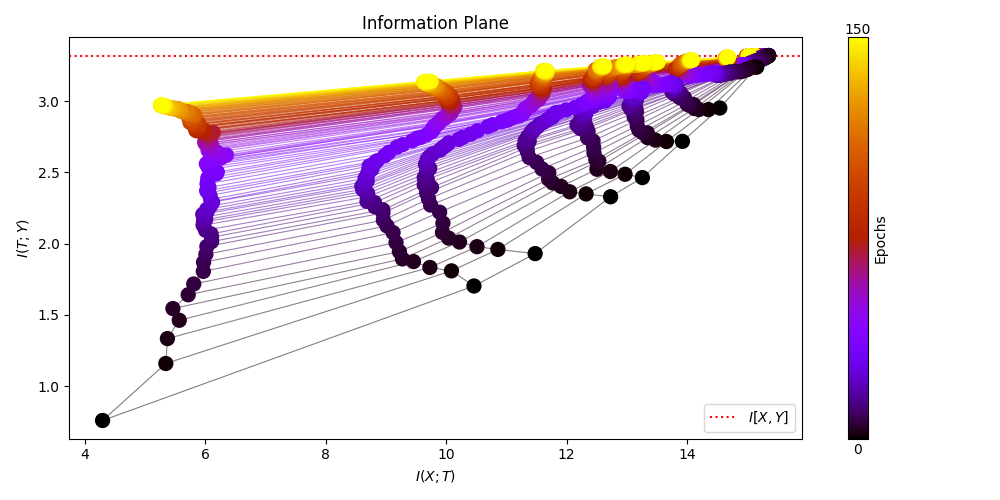 Information Plane
150
3.0
2.5
2.0
1.5
1.0
I(T; Y)
4 6 8 10 12 14
I(X; T)
I[X, Y]
Epochs
0